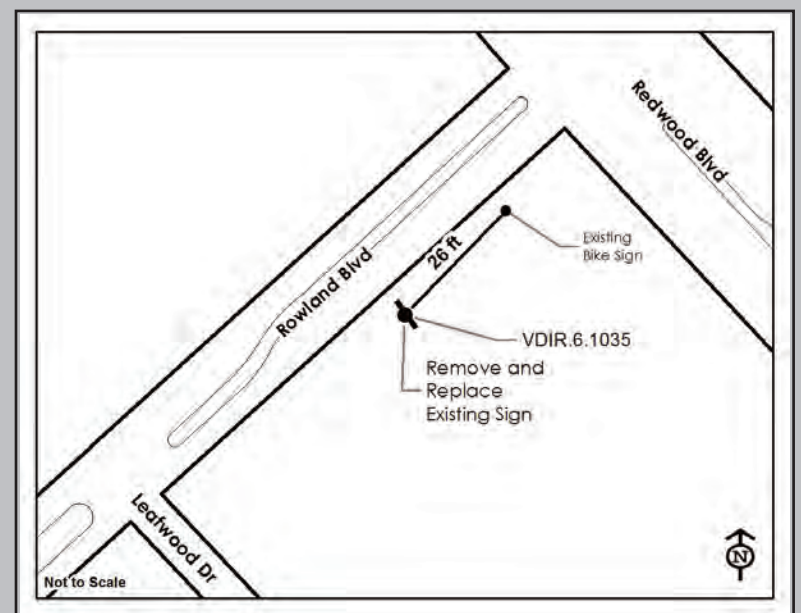 Redwood Blvd
Existing
Bike Sign
26 ft
Rowland Blvd
VDIR.6.1035
Remove and
Replace
Existing Sign
Leafwood Dr
Not to Scale
N